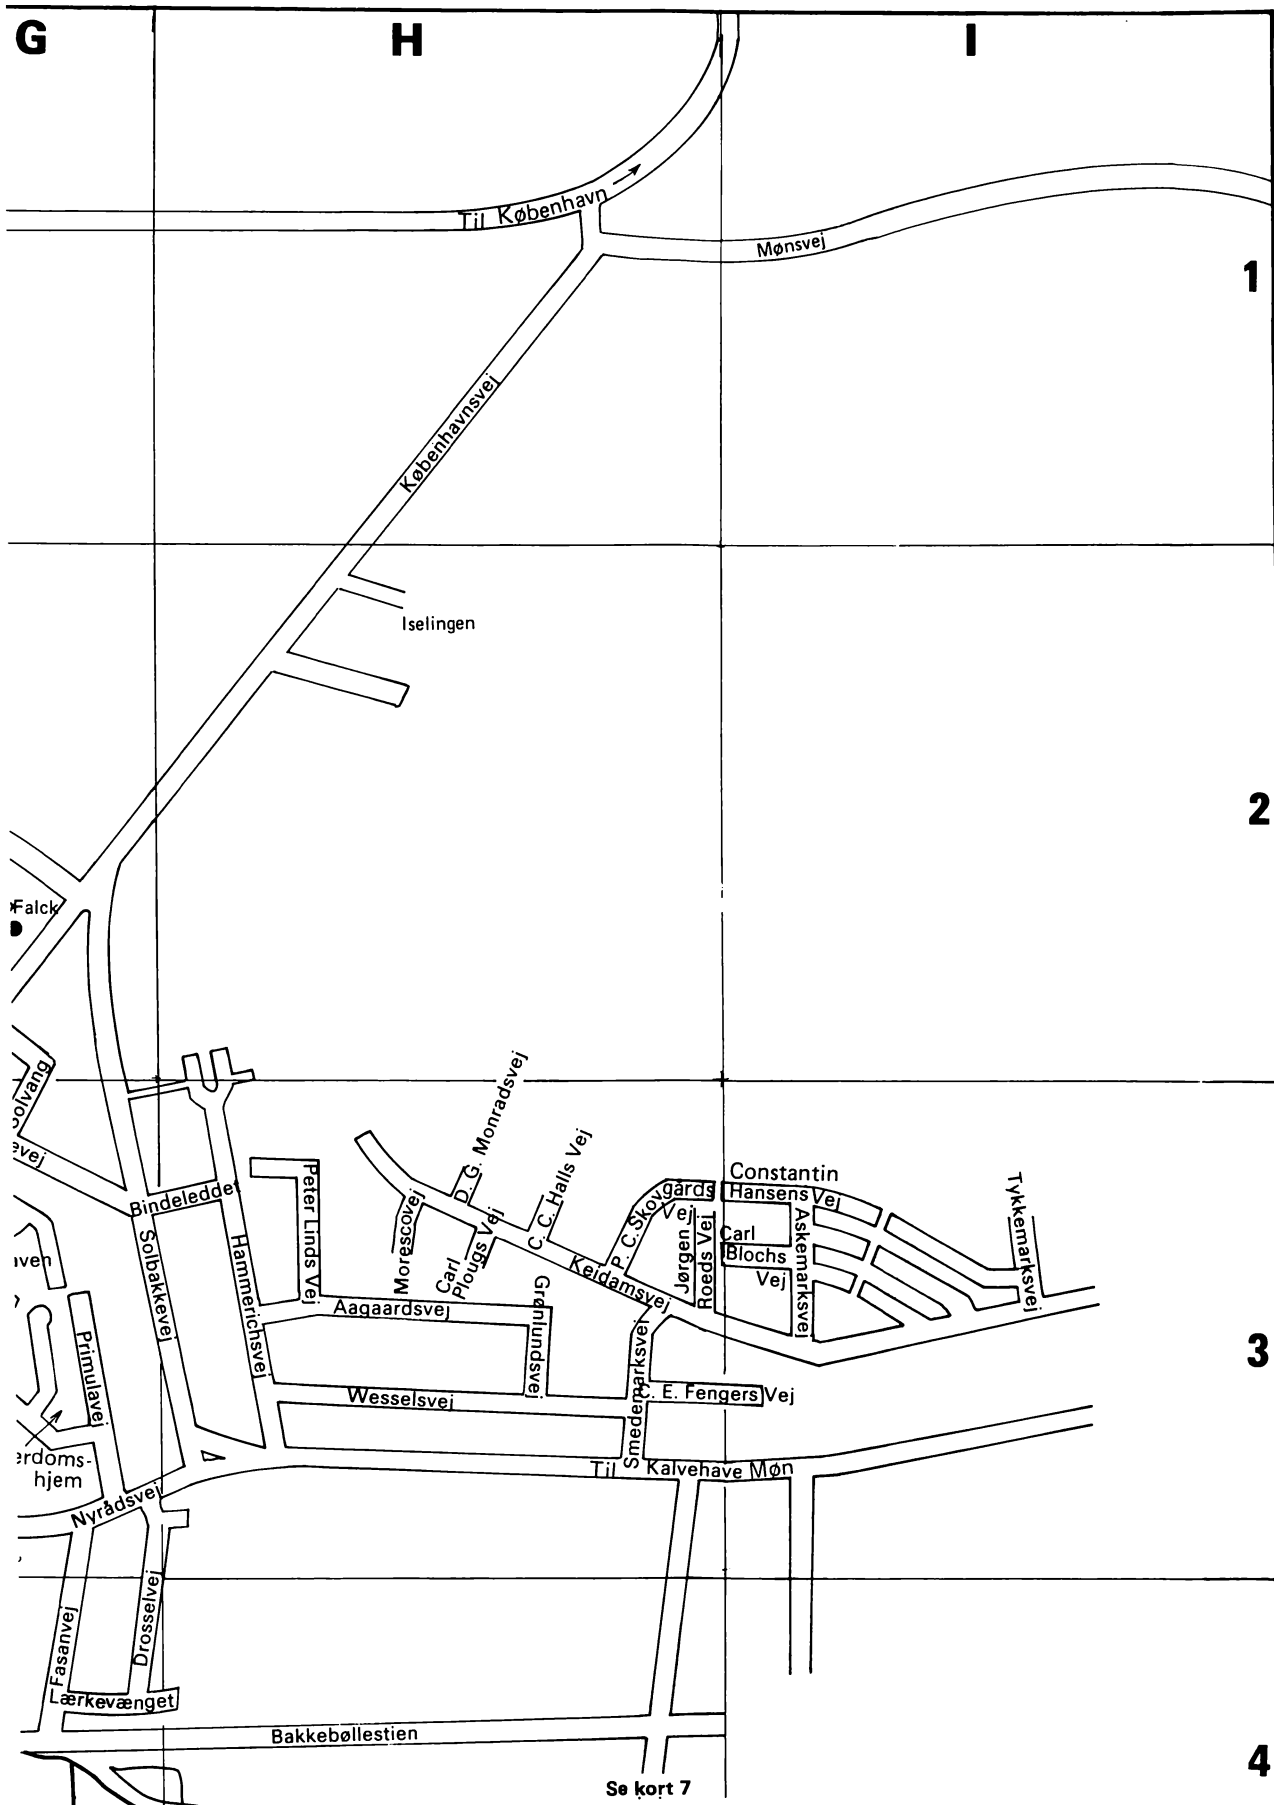 G
H
I
Til København
Mønsvej
1
Københavnsvej
Iselingen
2
Falck
D. G. Monradsvej
C. C. Halls Vej
Constantin
Hansens Vej
P. C. Skovgårds
Vej
Tykkemarksvej
Bindeleddet
Peter Linds Vej
Morescovej
Carl
Plougs Vej
Jørgen
Roeds Vej
Carl
Blochs
Vej
Askemarksvej
Solbakkevej
Hammerichsvej
Keidamsvej
Aagaardsvej
Grønlundsvej
Primulavej
Smedemarksvej
3
Wesselsvej
C. E. Fengers Vej
hjem
Til Kalvehave Møn
Nyrådsvej
Fasanvej
Drosselvej
Lærkevænget
Bakkebøllestien
4
Se kort 7